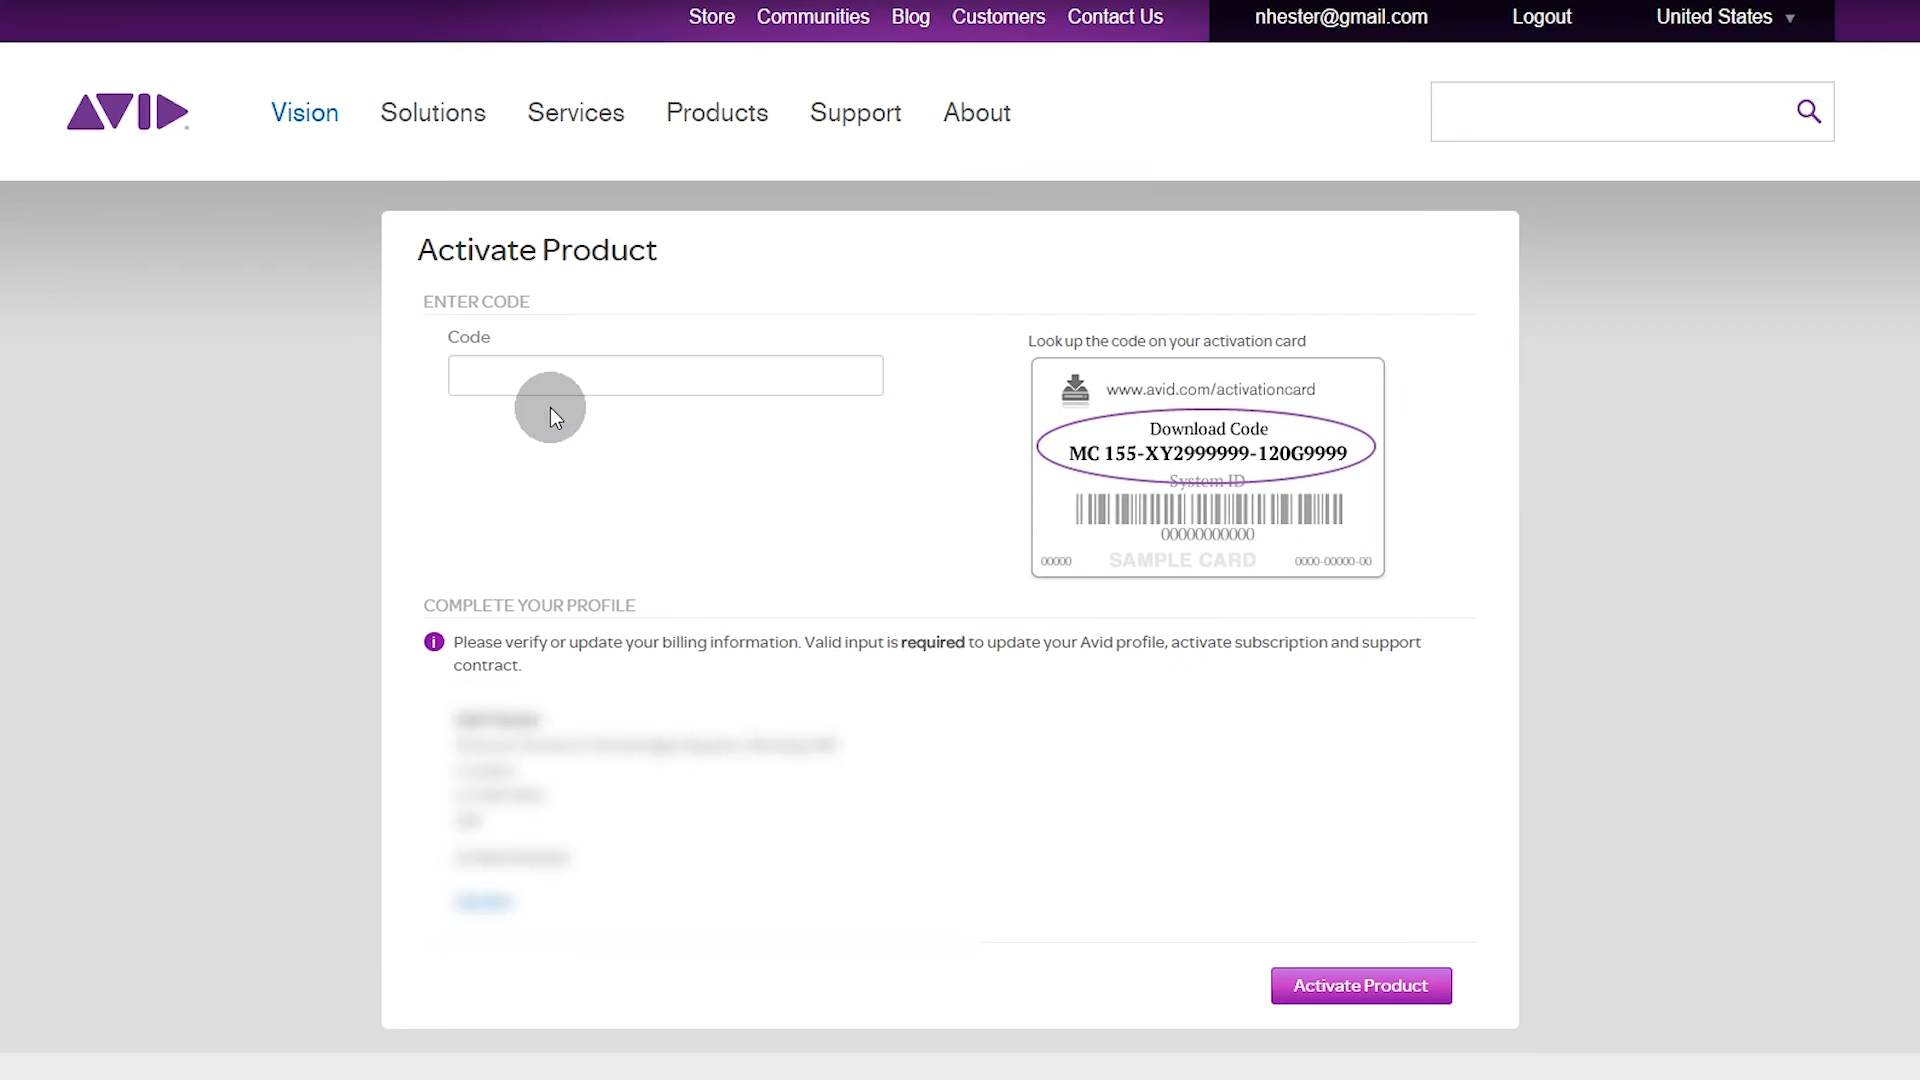 Store Communities Blog Customers Contact Us nhester@gmail.com Logout United States
AVID
Vision Solutions Services Products Support About
Activate Product
ENTER CODE
Code
Look up the code on your activation card
www.avid.com/activationcard
Download Code
MC 155-XY2999999-120G9999
System ID
00000000000
00000 SAMPLE CARD 0000-00000-00
COMPLETE YOUR PROFILE
Please verify or update your billing information. Valid input is required to update your Avid profile, activate subscription and support
contract.
Activate Product